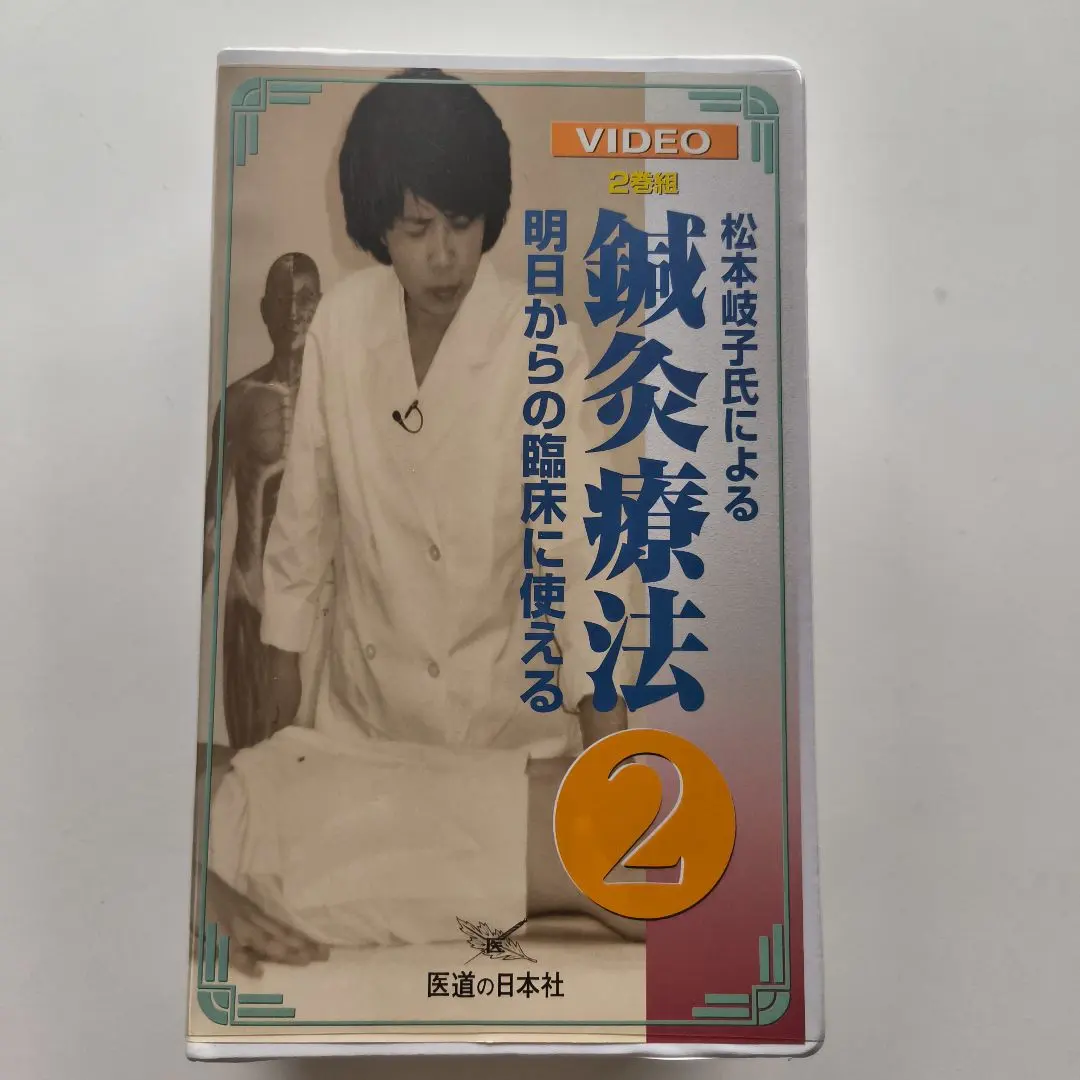 VIDEO
2巻組
松本岐子氏による
鍼灸療法
明日からの臨床に使える
2
医
医道の日本社